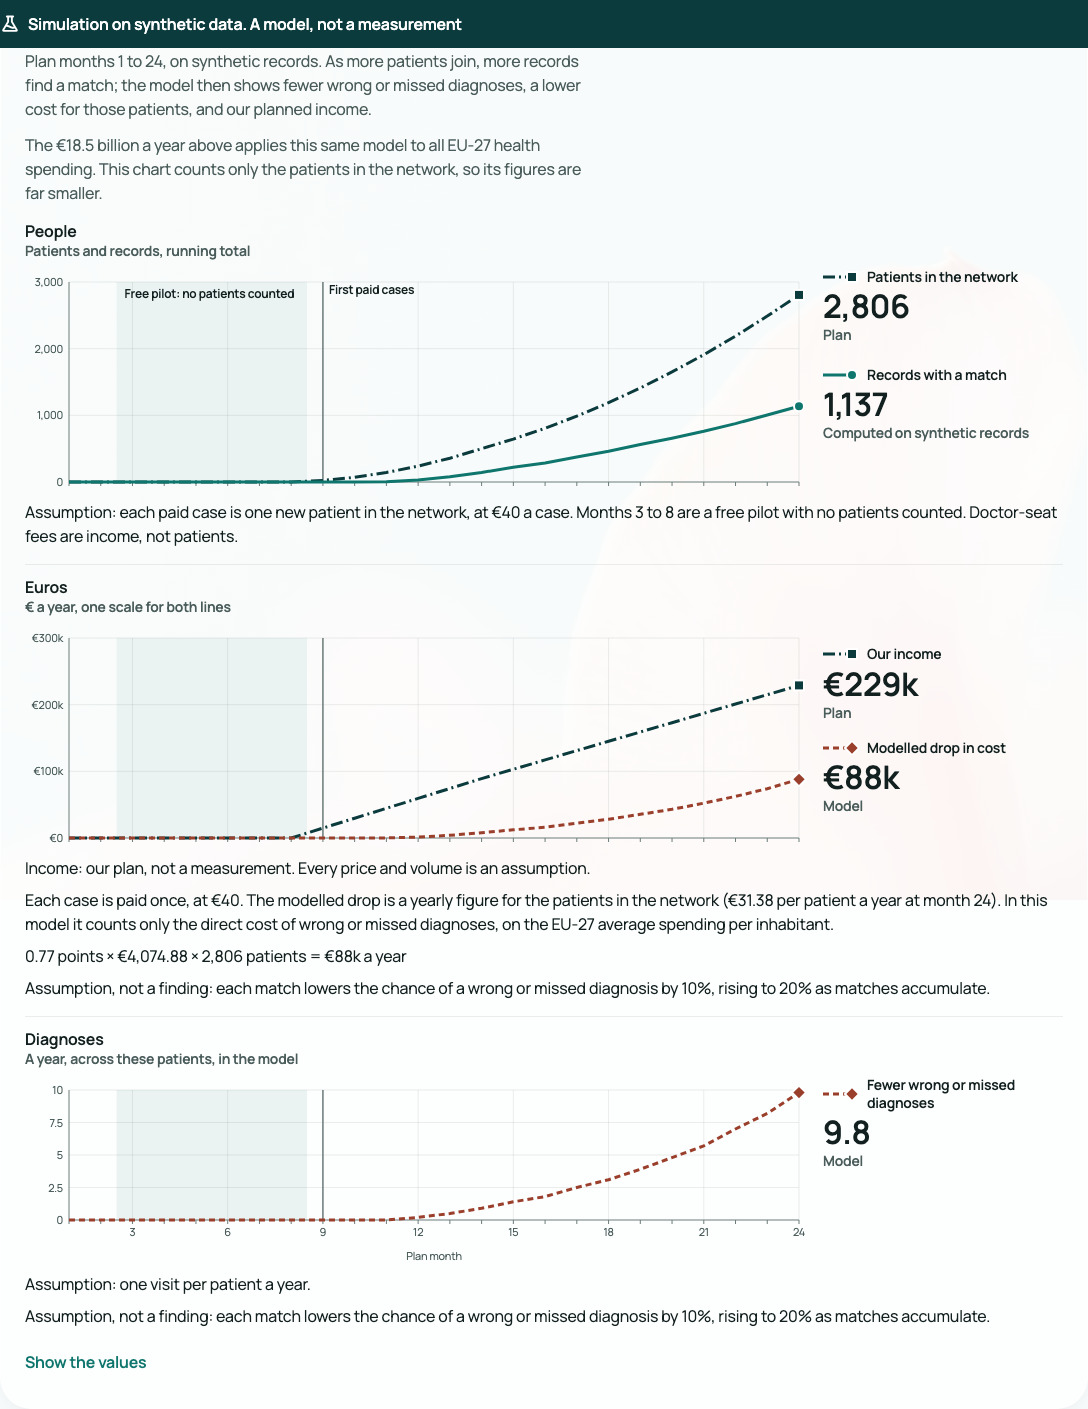 Simulation on synthetic data. A model, not a measurement
Plan months 1 to 24, on synthetic records. As more patients join, more records
find a match; the model then shows fewer wrong or missed diagnoses, a lower
cost for those patients, and our planned income.
The €18.5 billion a year above applies this same model to all EU-27 health
spending. This chart counts only the patients in the network, so its figures are
far smaller.
People
Patients and records, running total
3,000
2,000
1,000
0
Free pilot: no patients counted
First paid cases
Patients in the network
2,806
Plan
Records with a match
1,137
Computed on synthetic records
Assumption: each paid case is one new patient in the network, at €40 a case. Months 3 to 8 are a free pilot with no patients counted. Doctor-seat
fees are income, not patients.
Euros
€ a year, one scale for both lines
€300k
€200k
€100k
€0
Our income
€229k
Plan
Modelled drop in cost
€88k
Model
Income: our plan, not a measurement. Every price and volume is an assumption.
Each case is paid once, at €40. The modelled drop is a yearly figure for the patients in the network (€31.38 per patient a year at month 24). In this
model it counts only the direct cost of wrong or missed diagnoses, on the EU-27 average spending per inhabitant.
0.77 points × €4,074.88 × 2,806 patients = €88k a year
Assumption, not a finding: each match lowers the chance of a wrong or missed diagnosis by 10%, rising to 20% as matches accumulate.
Diagnoses
A year, across these patients, in the model
10
7.5
5
2.5
0
3 6 9 12 15 18 21 24
Plan month
Fewer wrong or missed
diagnoses
9.8
Model
Assumption: one visit per patient a year.
Assumption, not a finding: each match lowers the chance of a wrong or missed diagnosis by 10%, rising to 20% as matches accumulate.
Show the values